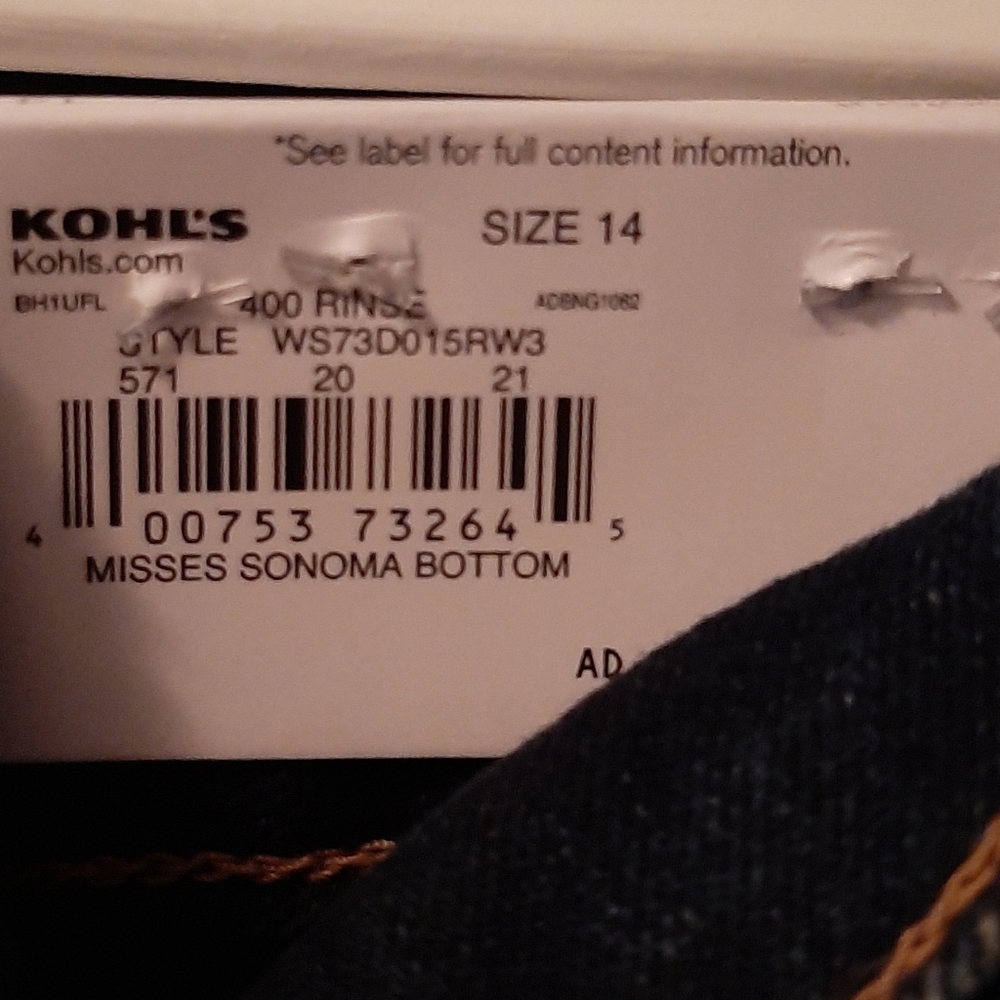 *See label for full content information.
KOHL'S SIZE 14
Kohls.com
BH1UFL 400 RINSE ADBNG1062
STYLE WS73D015RW3
571 20 21
4 00753 73264 5
MISSES SONOMA BOTTOM
AD